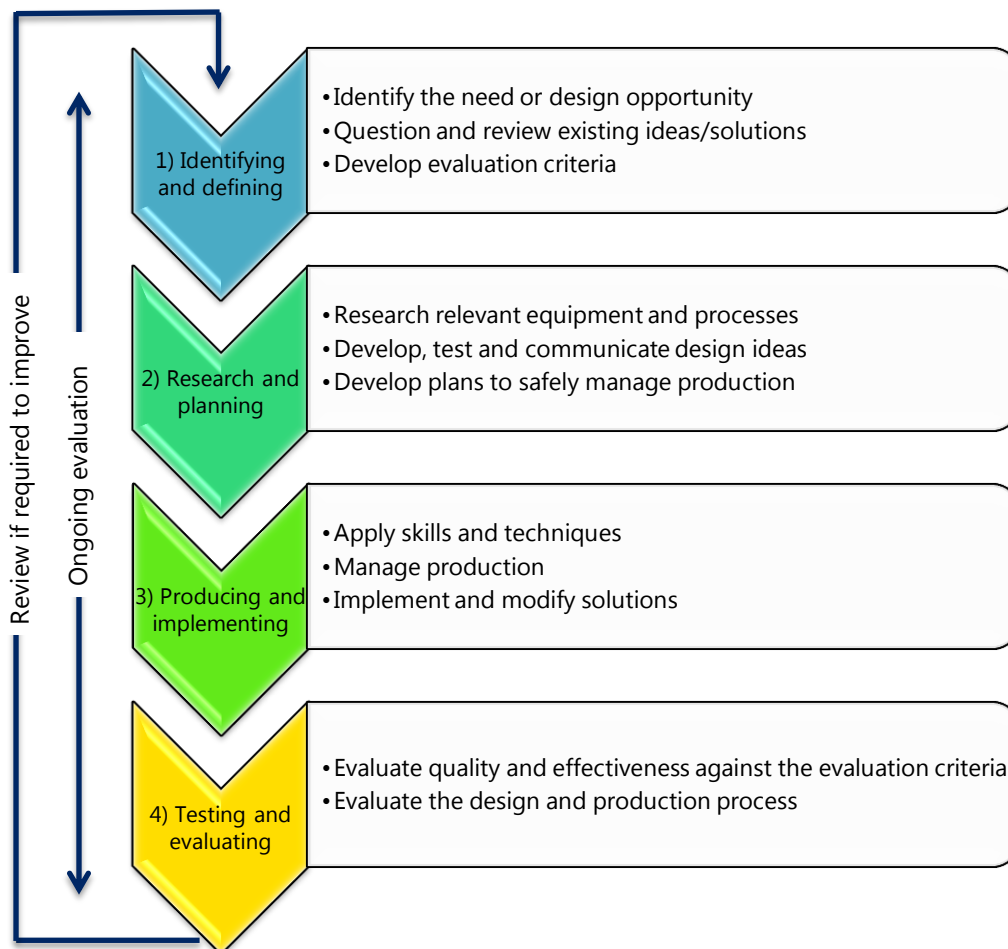 Review if required to improve
Ongoing evaluation
1) Identifying
and defining
•Identify the need or design opportunity
•Question and review existing ideas/solutions
•Develop evaluation criteria
2) Research and
planning
•Research relevant equipment and processes
•Develop, test and communicate design ideas
•Develop plans to safely manage production
3) Producing and
implementing
•Apply skills and techniques
•Manage production
•Implement and modify solutions
4) Testing and
evaluating
•Evaluate quality and effectiveness against the evaluation criteria
•Evaluate the design and production process